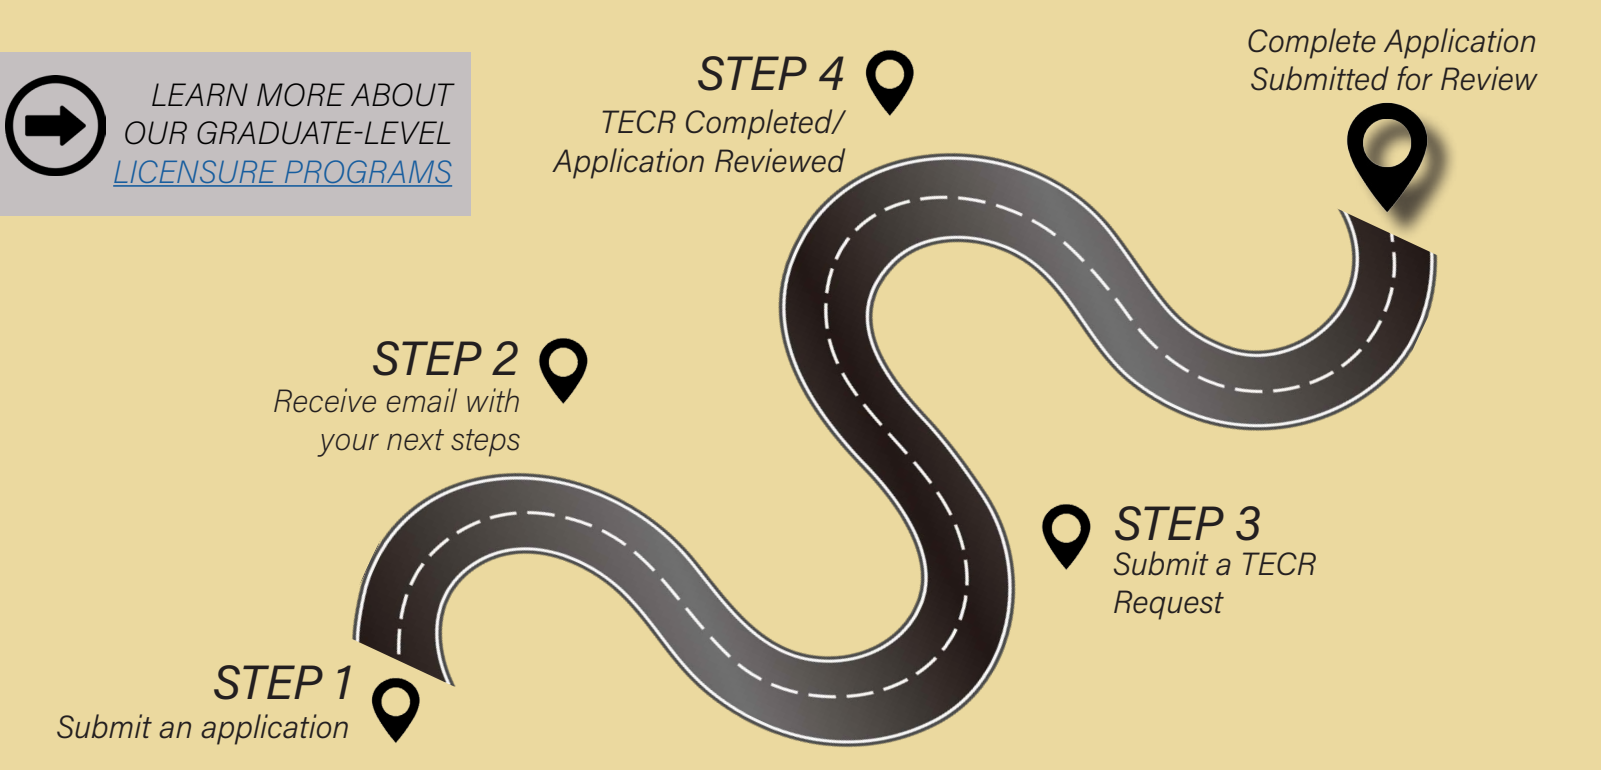 LEARN MORE ABOUT
OUR GRADUATE-LEVEL
LICENSURE PROGRAMS
STEP 4
TECR Completed/
Application Reviewed
Complete Application
Submitted for Review
STEP 2
Receive email with
your next steps
STEP 3
Submit a TECR
Request
STEP 1
Submit an application